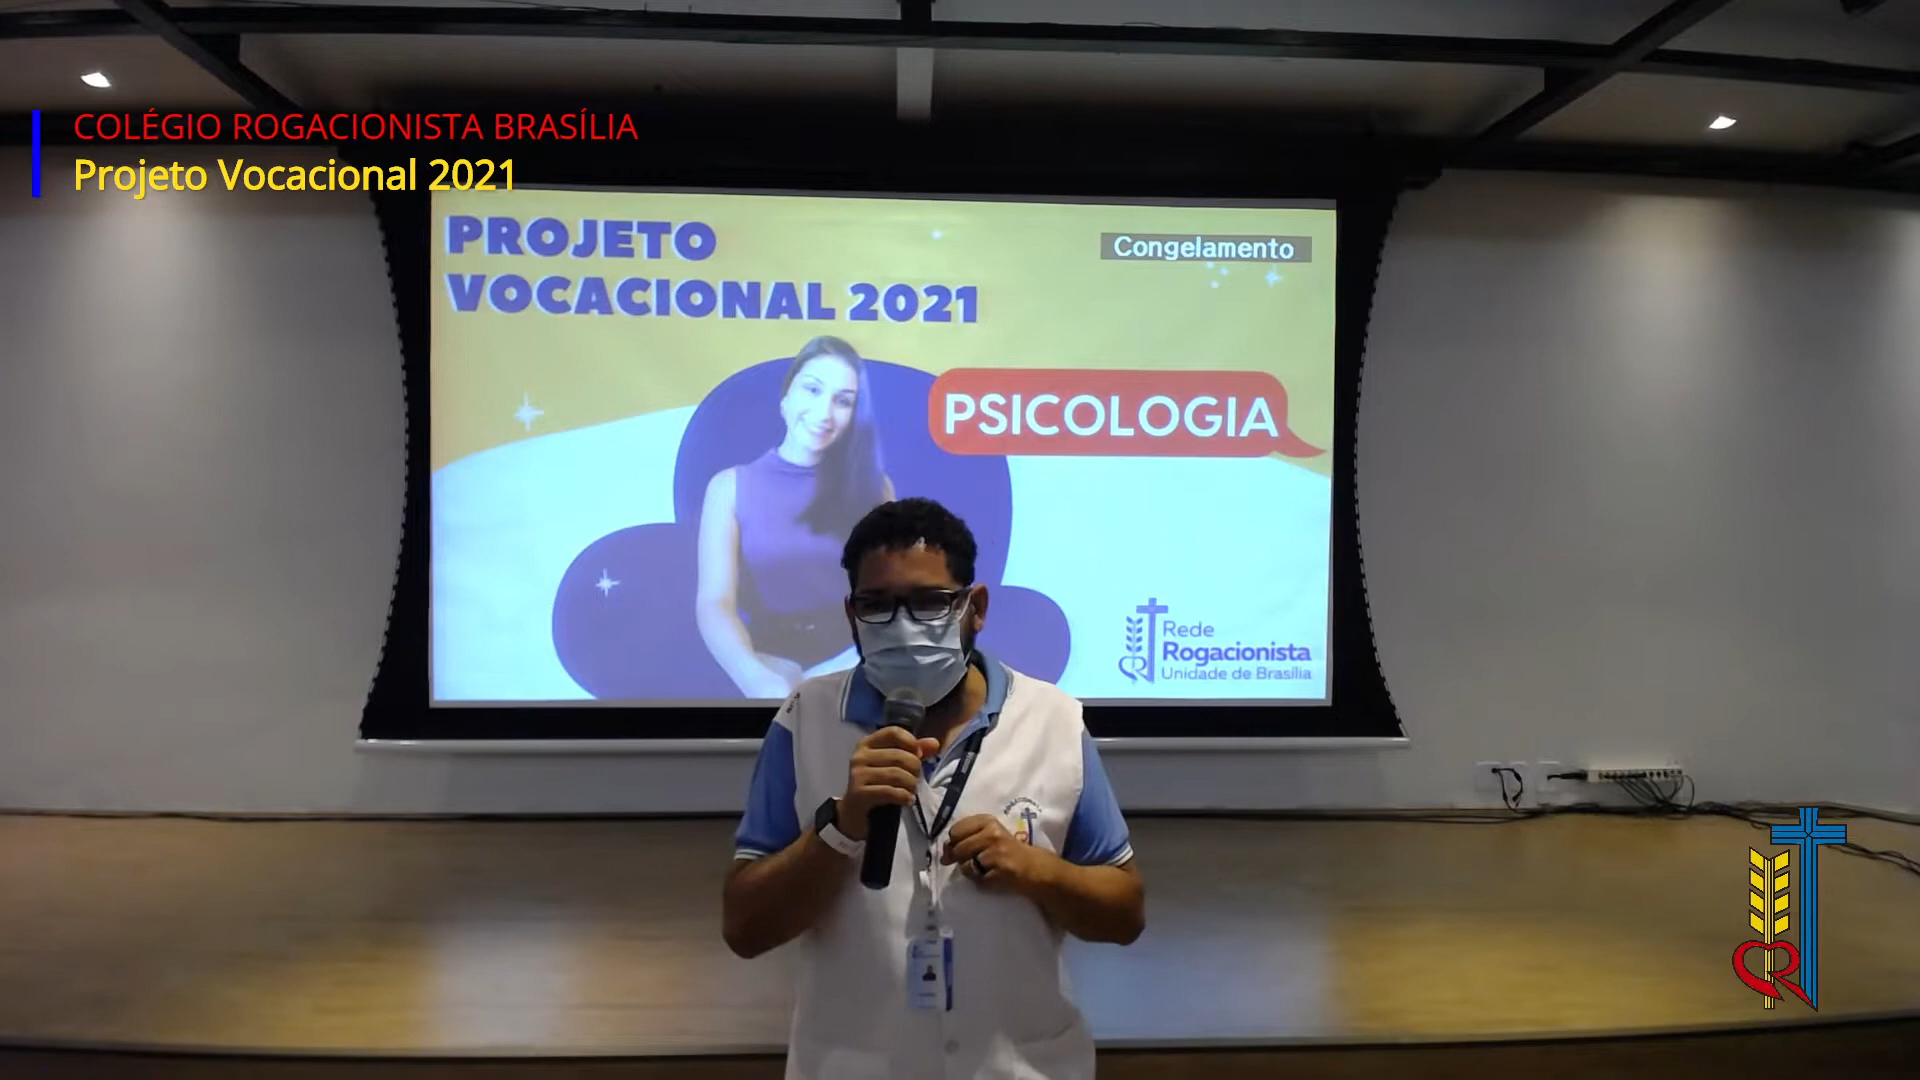 COLÉGIO ROGACIONISTA BRASÍLIA
Projeto Vocacional 2021
PROJETO
VOCACIONAL 2021
Congelamento
PSICOLOGIA
Rede
Rogacionista
Unidade de Brasília